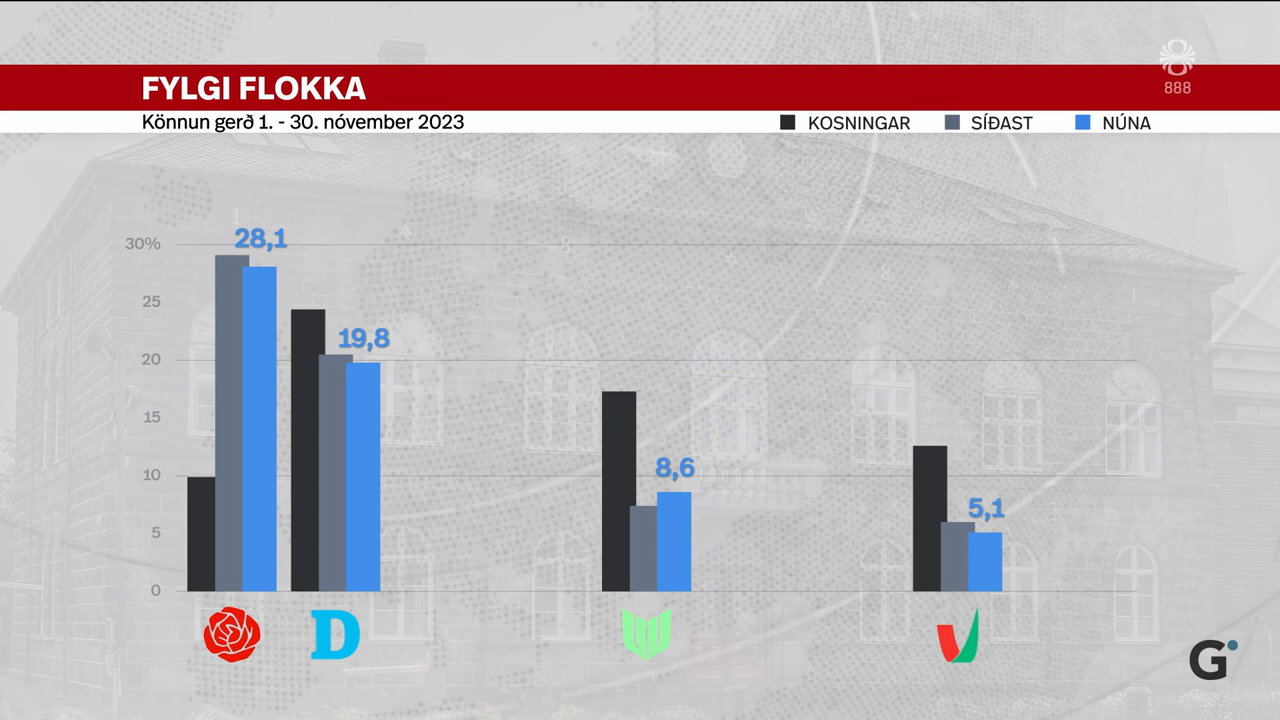 888
FYLGI FLOKKA
Könnun gerð 1. - 30. nóvember 2023
KOSNINGAR SÍÐAST NÚNA
30%
25
20
15
10
5
0
28,1
19,8
8,6
5,1
D
V
G